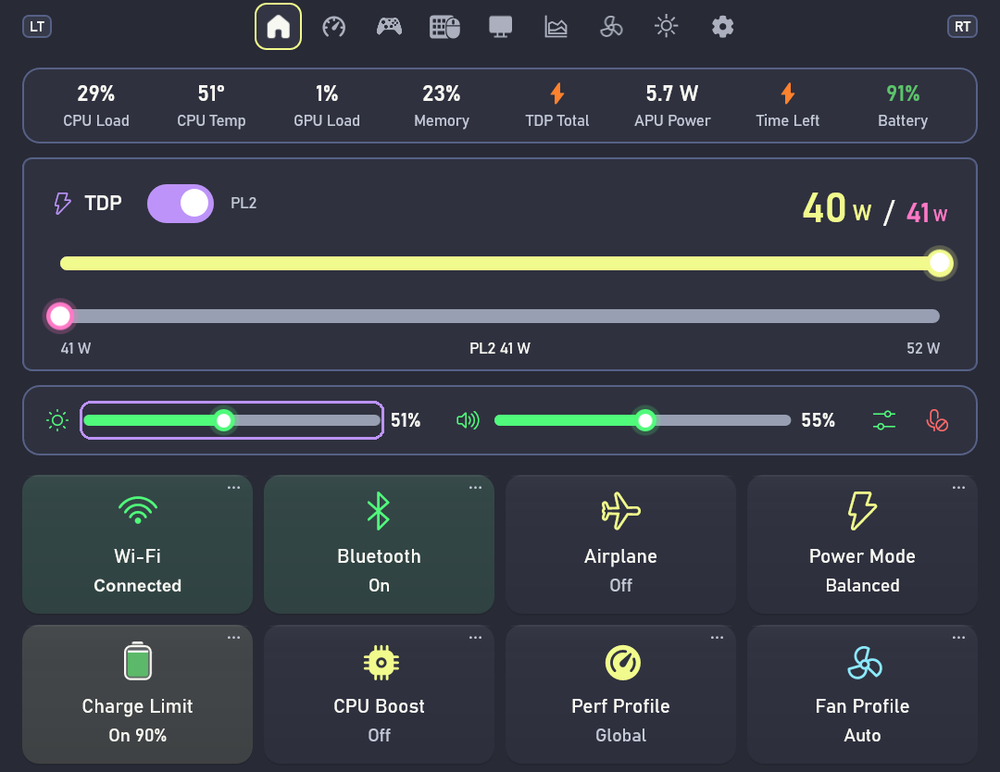 LT
RT
29% 51° 1% 23% 5.7 W 91%
CPU Load CPU Temp GPU Load Memory TDP Total APU Power Time Left Battery
TDP PL2 40 W / 41 W
41 W PL2 41 W 52 W
51% 55%
Wi-Fi Bluetooth Airplane Power Mode
Connected On Off Balanced
Charge Limit CPU Boost Perf Profile Fan Profile
On 90% Off Global Auto